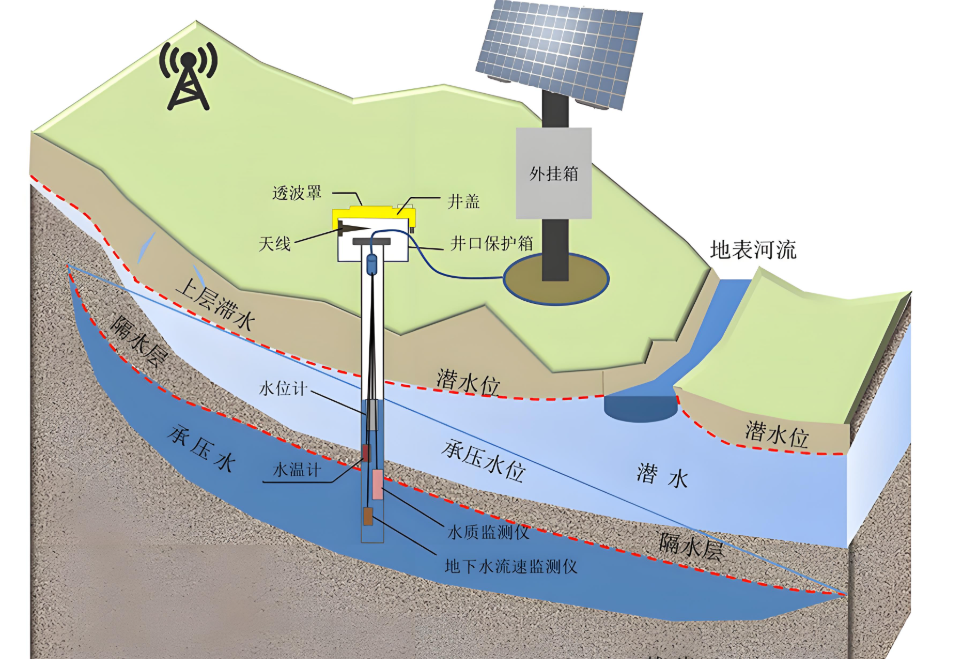 外挂箱
透波罩
井盖
天线
井口保护箱
地表河流
上层滞水
隔水层
潜水位
水位计
潜水位
承压水
水温计
承压水位
潜水
水质监测仪
隔水层
地下水流速监测仪